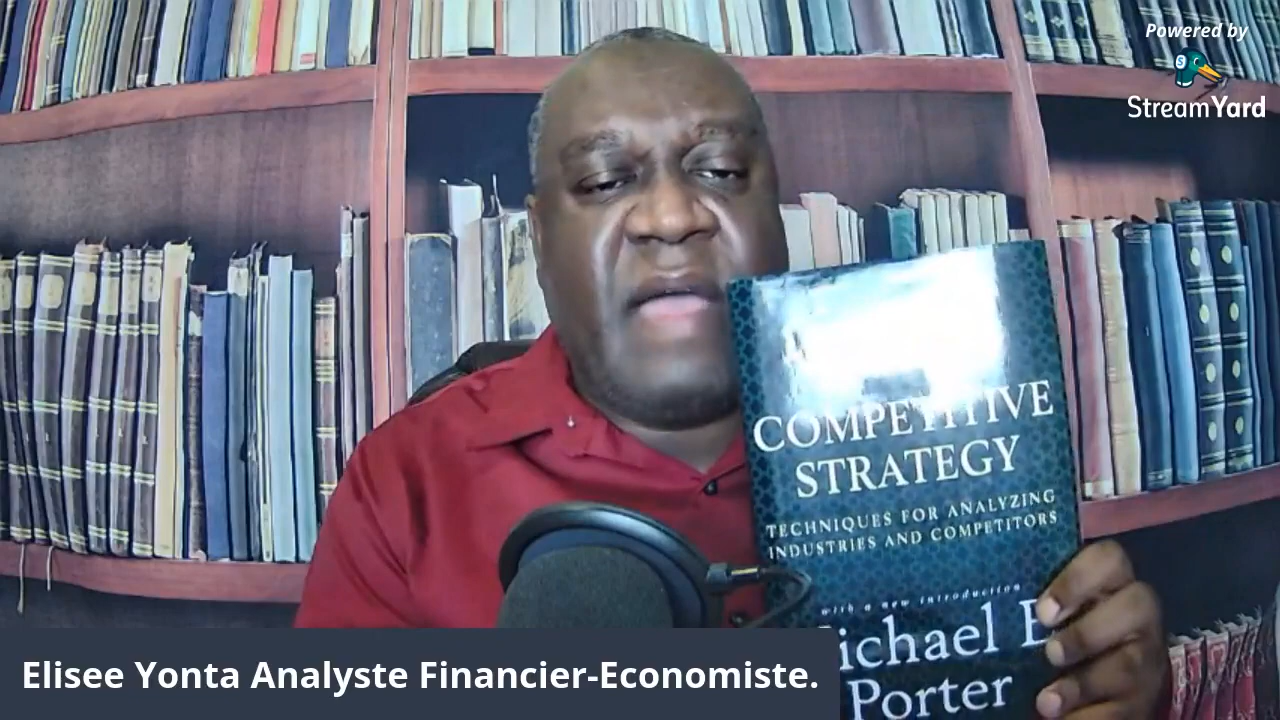 Powered by
StreamYard
COMPETITIVE
STRATEGY
TECHNIQUES FOR ANALYZING
INDUSTRIES AND COMPETITORS
with a new introduction
ichael E
Porter
Elisee Yonta Analyste Financier-Economiste.